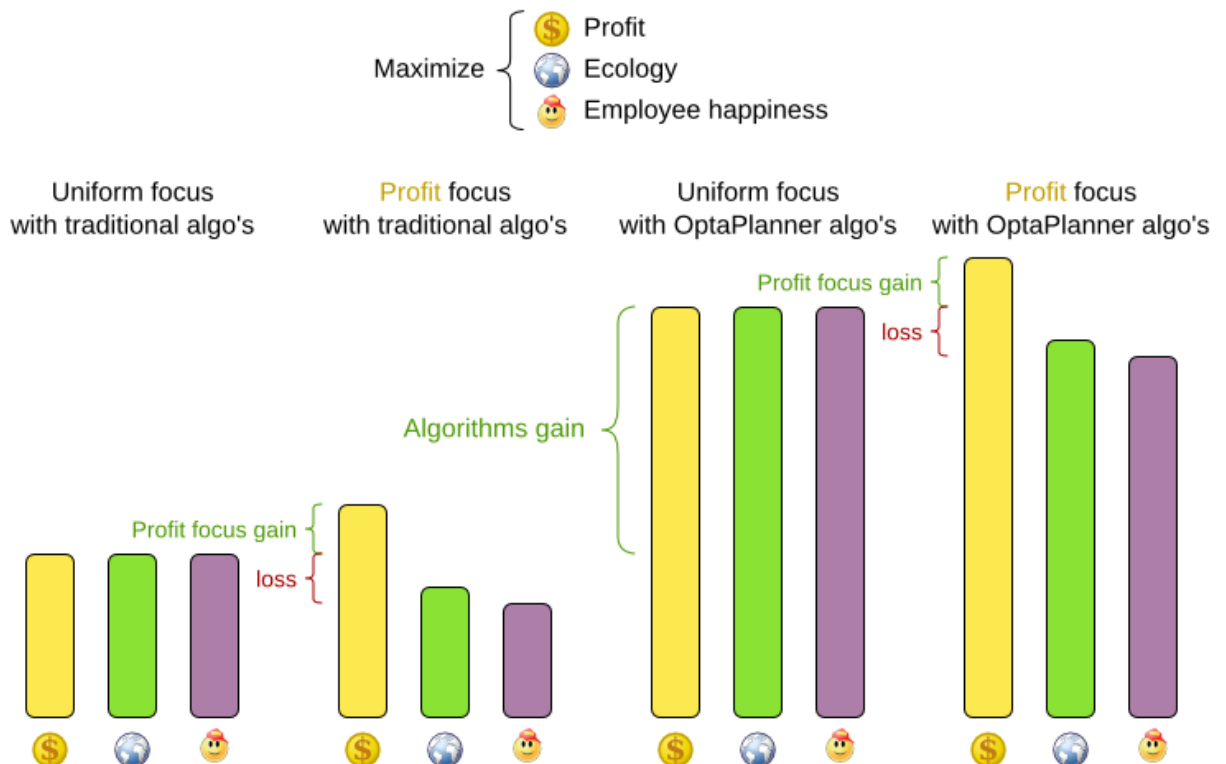 Maximize
Profit
Ecology
Employee happiness
Uniform focus
with traditional algo's
Profit focus
with traditional algo's
Uniform focus
with OptaPlanner algo's
Profit focus
with OptaPlanner algo's
Profit focus gain
loss
Algorithms gain
Profit focus gain
loss